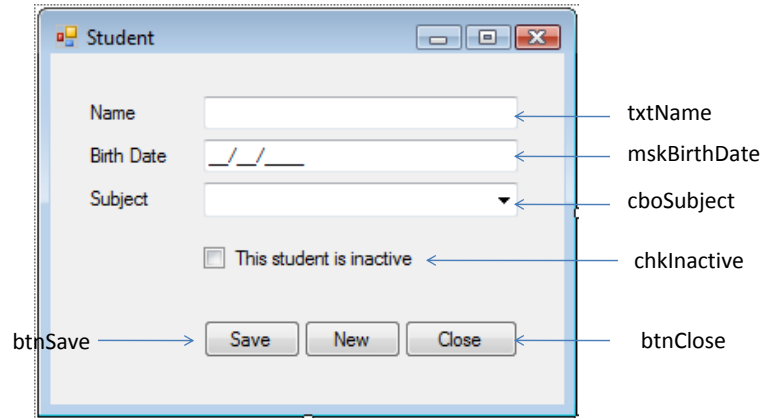 Student
Name
txtName
Birth Date __/__/____
mskBirthDate
Subject
cboSubject
This student is inactive
chkInactive
btnSave
Save New Close
btnClose